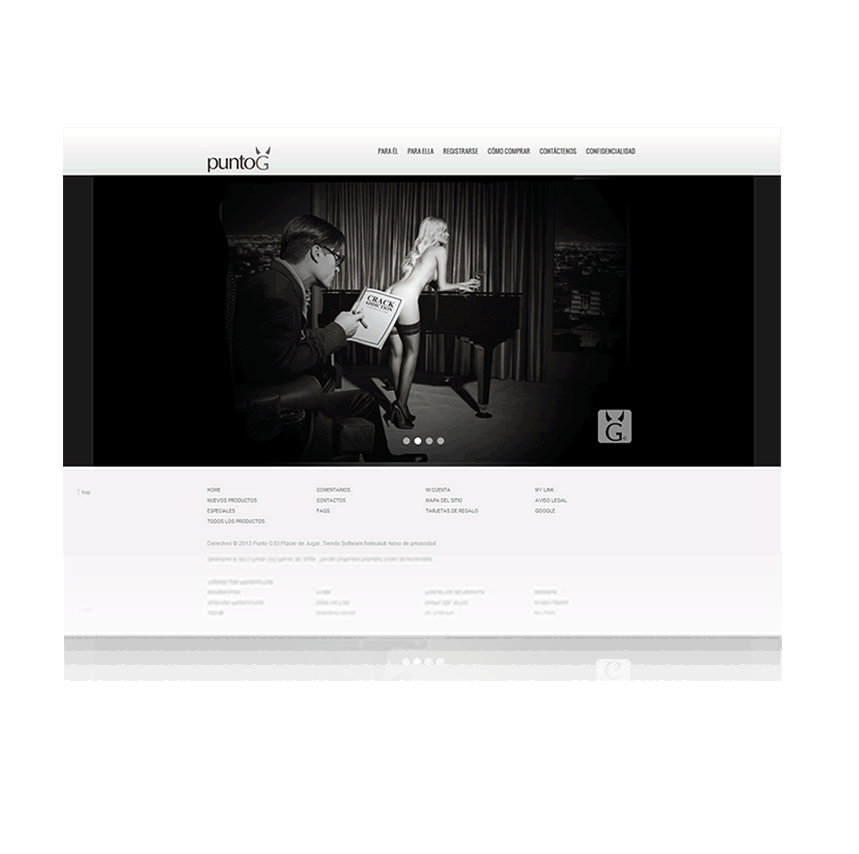 puntoG
PARA ÉL PARA ELLA REGISTRARSE CÓMO COMPRAR CONTÁCTENOS CONFIDENCIALIDAD
CRACK
ADDICTION
G
↑ top
HOME COMENTARIOS MI CUENTA MY LINK
NUEVOS PRODUCTOS CONTACTOS MAPA DEL SITIO AVISO LEGAL
ESPECIALES FAQS TARJETAS DE REGALO GOOGLE
TODOS LOS PRODUCTOS
Derechos © 2013 Punto G El Placer de Jugar. Tienda Software Netcalidi Aviso de privacidad